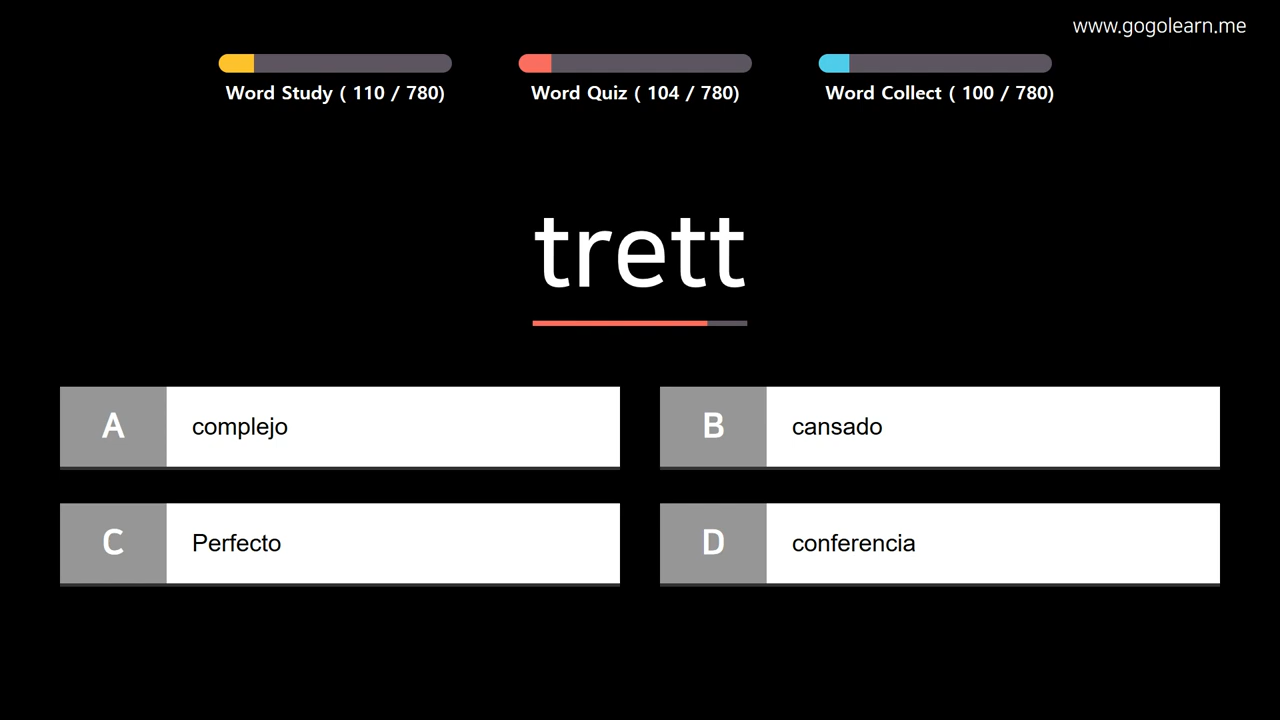 www.gogolearn.me
Word Study ( 110 / 780)
Word Quiz ( 104 / 780)
Word Collect ( 100 / 780)
trett
A complejo
B cansado
C Perfecto
D conferencia